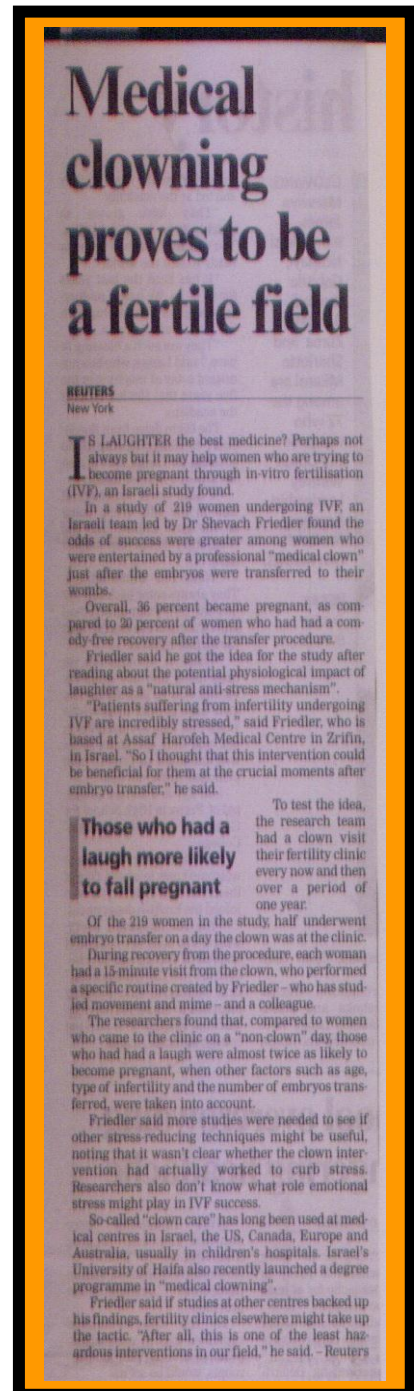 Medical
clowning
proves to be
a fertile field
REUTERS
New York
IS LAUGHTER the best medicine? Perhaps not
always but it may help women who are trying to
become pregnant through in-vitro fertilisation
(IVF), an Israeli study found.
In a study of 219 women undergoing IVF, an
Israeli team led by Dr Shevach Friedler found the
odds of success were greater among women who
were entertained by a professional “medical clown”
just after the embryos were transferred to their
wombs.
Overall, 36 percent became pregnant, as com-
pared to 20 percent of women who had had a com-
edy-free recovery after the transfer procedure.
Friedler said he got the idea for the study after
reading about the potential physiological impact of
laughter as a “natural anti-stress mechanism”.
“Patients suffering from infertility undergoing
IVF are incredibly stressed,” said Friedler, who is
based at Assaf Harofeh Medical Centre in Zrifin,
in Israel. “So I thought that this intervention could
be beneficial for them at the crucial moments after
embryo transfer,” he said.
Those who had a
laugh more likely
to fall pregnant
To test the idea,
the research team
had a clown visit
their fertility clinic
every now and then
over a period of
one year.
Of the 219 women in the study, half underwent
embryo transfer on a day the clown was at the clinic.
During recovery from the procedure, each woman
had a 15-minute visit from the clown, who performed
a specific routine created by Friedler – who has stud-
ied movement and mime – and a colleague.
The researchers found that, compared to women
who came to the clinic on a “non-clown” day, those
who had had a laugh were almost twice as likely to
become pregnant, when other factors such as age,
type of infertility and the number of embryos trans-
ferred, were taken into account.
Friedler said more studies were needed to see if
other stress-reducing techniques might be useful,
noting that it wasn’t clear whether the clown inter-
vention had actually worked to curb stress.
Researchers also don’t know what role emotional
stress might play in IVF success.
So-called “clown care” has long been used at med-
ical centres in Israel, the US, Canada, Europe and
Australia, usually in children’s hospitals. Israel’s
University of Haifa also recently launched a degree
programme in “medical clowning”.
Friedler said if studies at other centres backed up
his findings, fertility clinics elsewhere might take up
the tactic. “After all, this is one of the least haz-
ardous interventions in our field,” he said. – Reuters